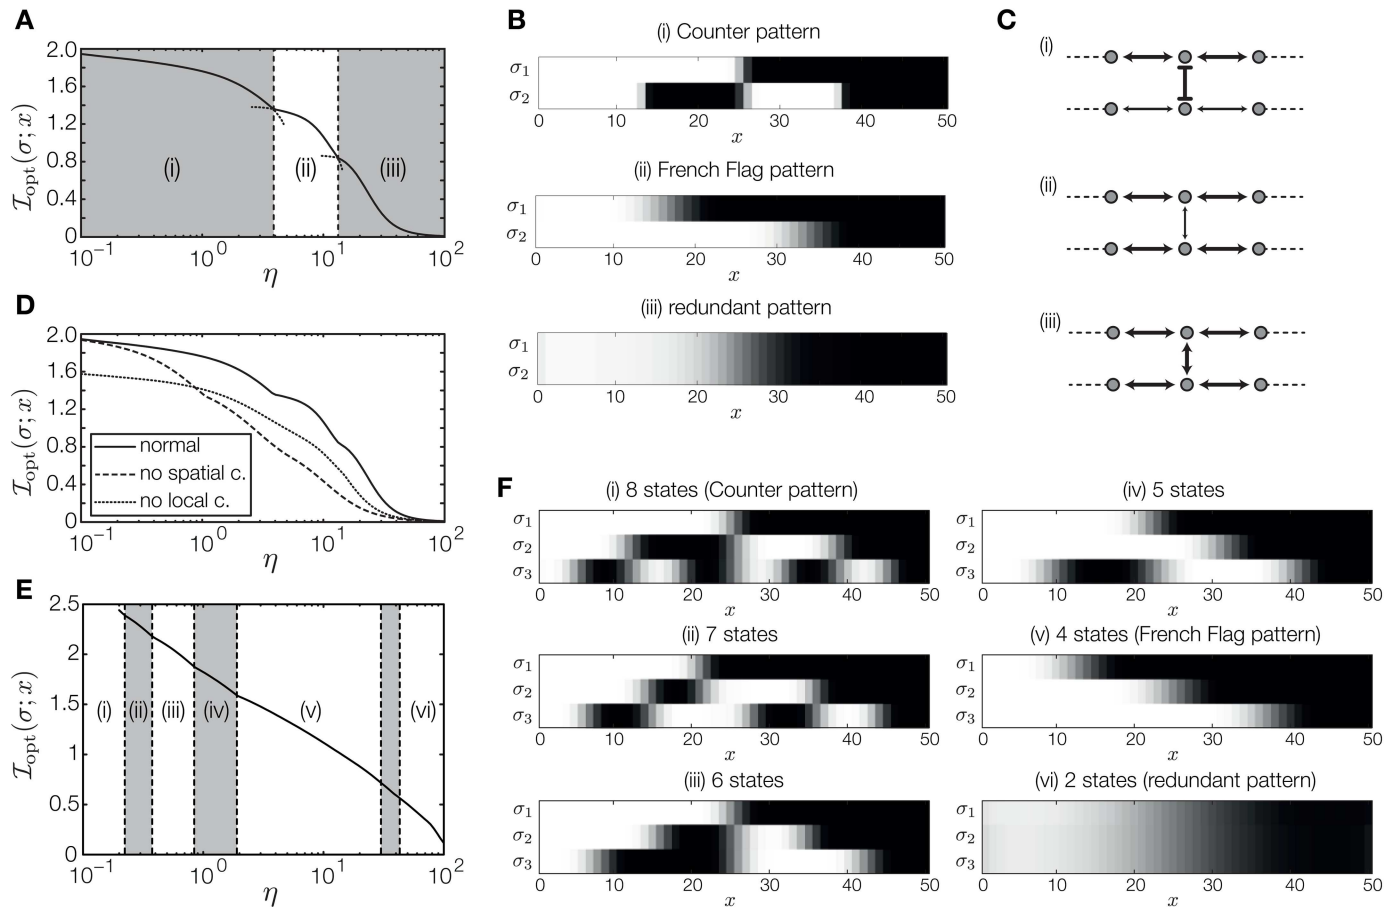 A
2.0
1.6
1.2
0.8
0.4
0
I_opt(σ; x)
(i)
(ii)
(iii)
10^−1
10^0
10^1
10^2
η
B
(i) Counter pattern
σ1
σ2
0 10 20 30 40 50
x
(ii) French Flag pattern
σ1
σ2
0 10 20 30 40 50
x
(iii) redundant pattern
σ1
σ2
0 10 20 30 40 50
x
C
(i)
(ii)
(iii)
D
2.0
1.6
1.2
0.8
0.4
0
I_opt(σ; x)
normal
no spatial c.
no local c.
10^−1
10^0
10^1
10^2
η
E
2.5
2
1.5
1
0.5
0
I_opt(σ; x)
(i)
(ii)
(iii)
(iv)
(v)
(vi)
10^−1
10^0
10^1
10^2
η
F
(i) 8 states (Counter pattern)
σ1
σ2
σ3
0 10 20 30 40 50
x
(ii) 7 states
σ1
σ2
σ3
0 10 20 30 40 50
x
(iii) 6 states
σ1
σ2
σ3
0 10 20 30 40 50
x
(iv) 5 states
σ1
σ2
σ3
0 10 20 30 40 50
x
(v) 4 states (French Flag pattern)
σ1
σ2
σ3
0 10 20 30 40 50
x
(vi) 2 states (redundant pattern)
σ1
σ2
σ3
0 10 20 30 40 50
x